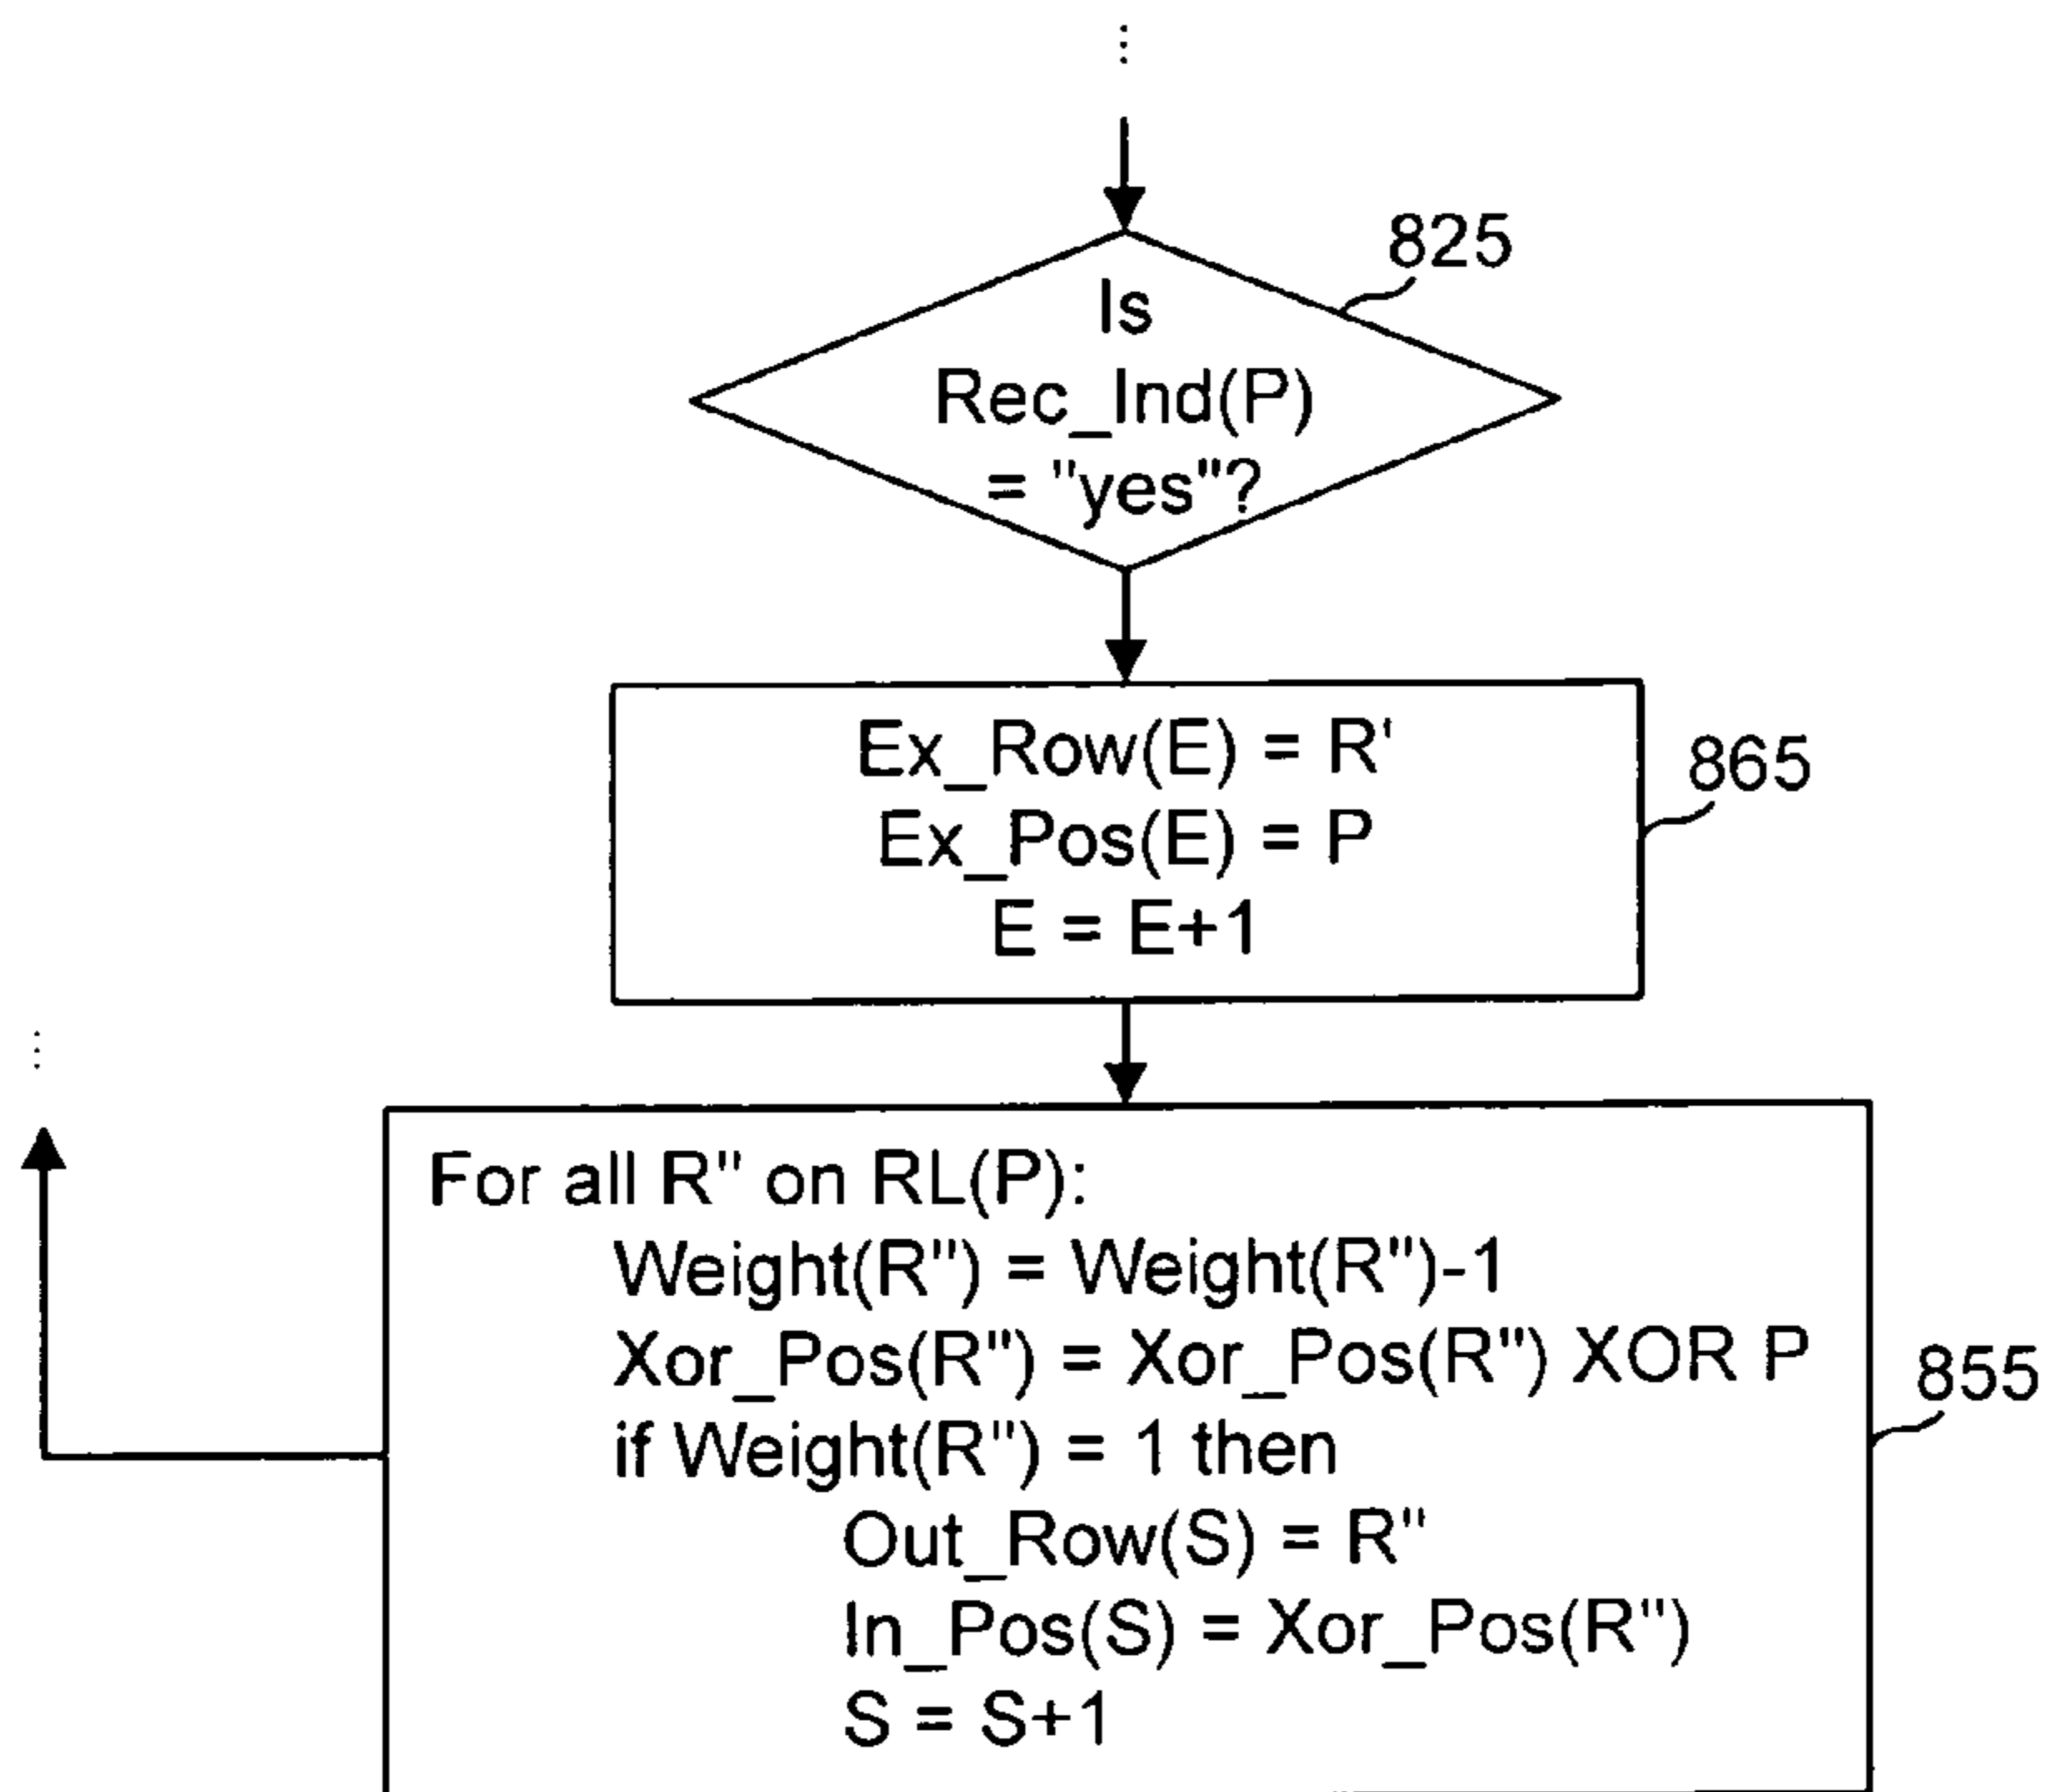 825
Is
Rec_Ind(P)
= "yes"?
Ex_Row(E) = R'
Ex_Pos(E) = P
E = E+1
865
For all R" on RL(P):
Weight(R") = Weight(R")-1
Xor_Pos(R") = Xor_Pos(R") XOR P
if Weight(R") = 1 then
Out_Row(S) = R"
In_Pos(S) = Xor_Pos(R")
S = S+1
855